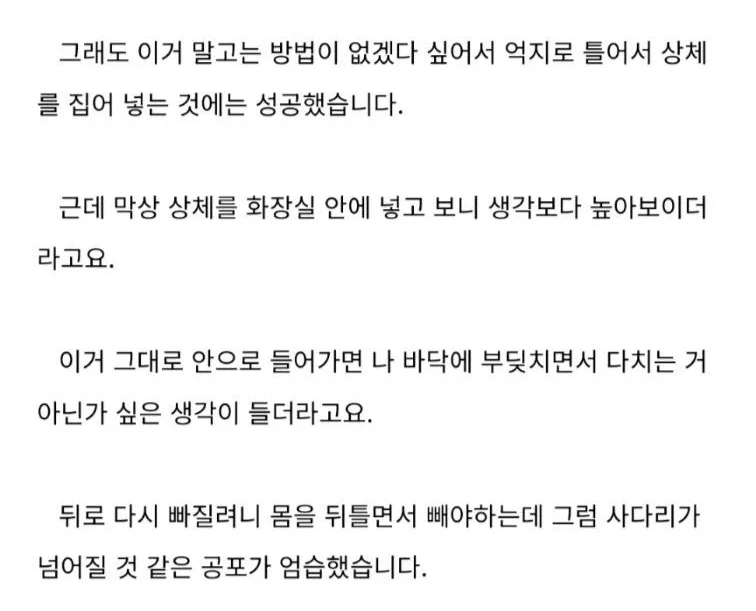 그래도 이거 말고는 방법이 없겠다 싶어서 억지로 틀어서 상체
를 집어 넣는 것에는 성공했습니다.
근데 막상 상체를 화장실 안에 넣고 보니 생각보다 높아보이더
라고요.
이거 그대로 안으로 들어가면 나 바닥에 부딪치면서 다치는 거
아닌가 싶은 생각이 들더라고요.
뒤로 다시 빠질려니 몸을 뒤틀면서 빼야하는데 그럼 사다리가
넘어질 것 같은 공포가 엄습했습니다.